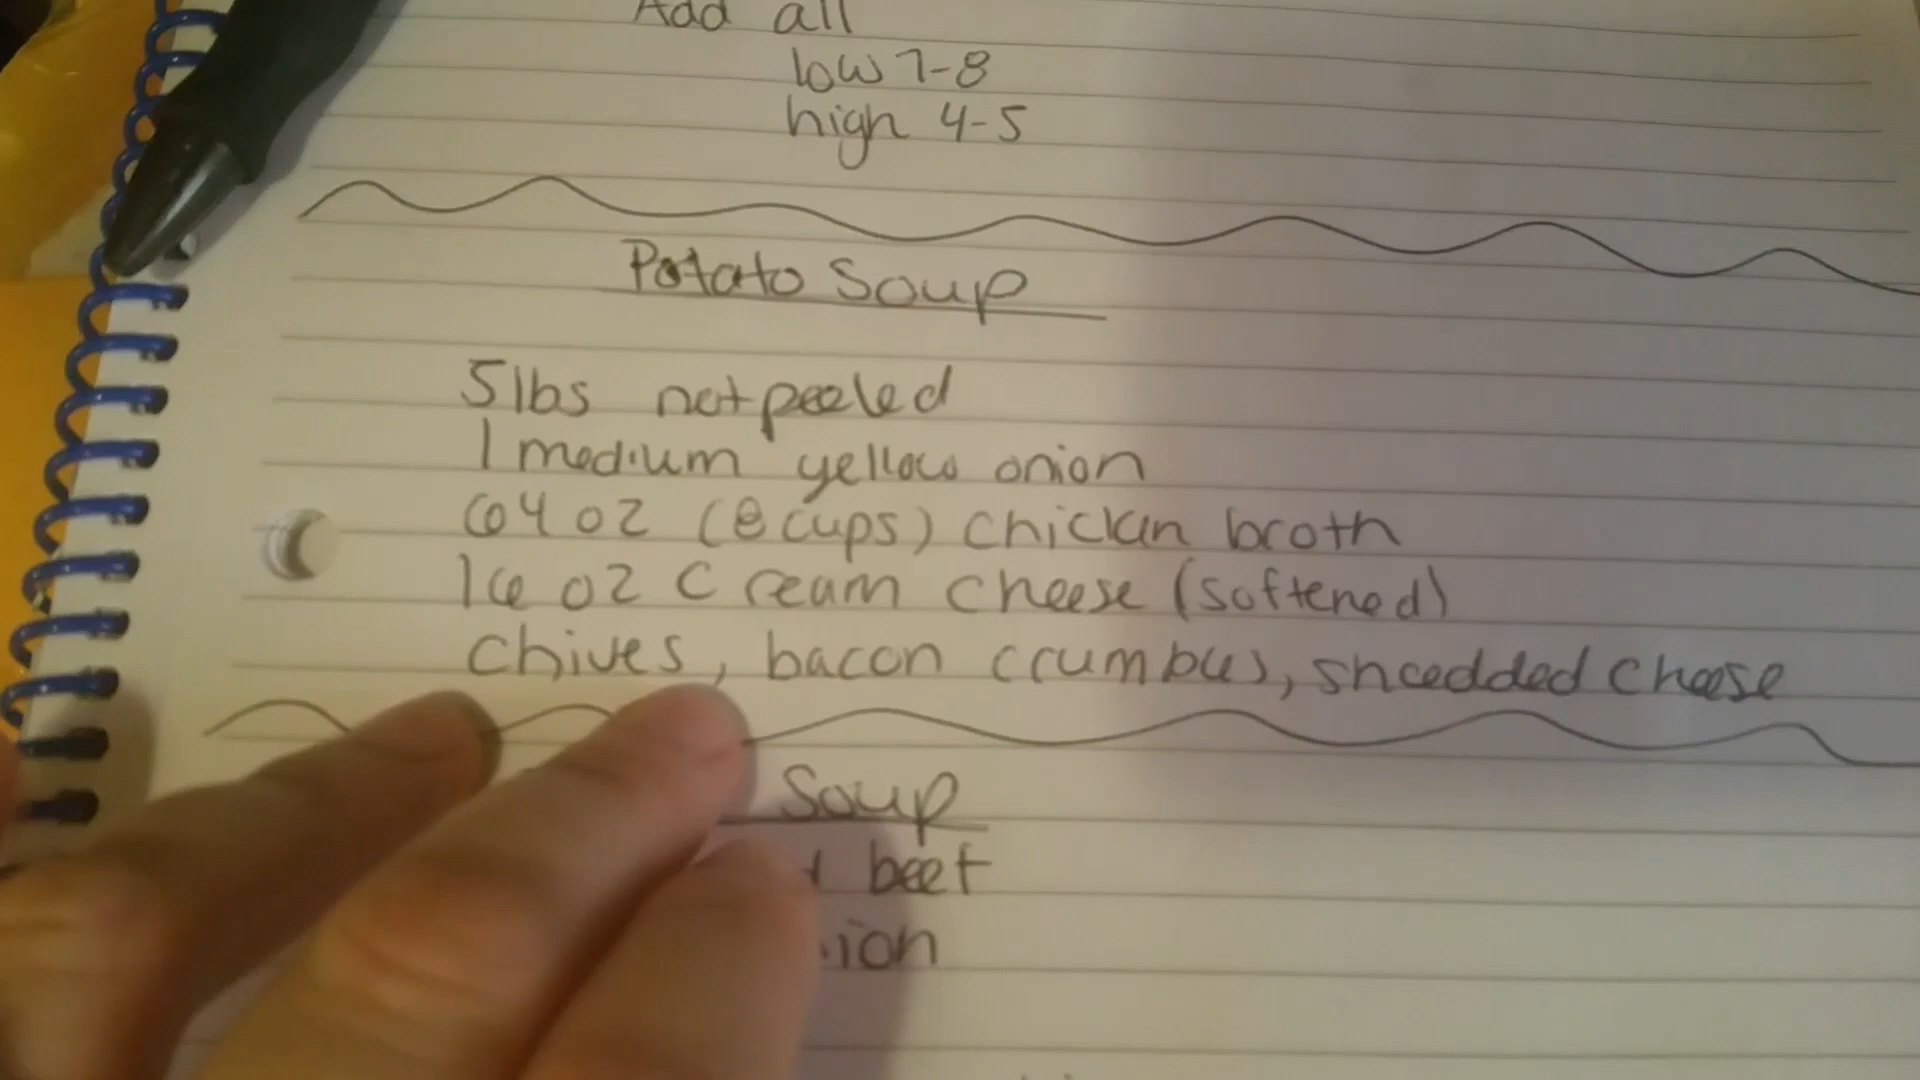 Add all
low 7-8
high 4-5
Potato Soup
5lbs not peeled
1 medium yellow onion
64 oz (8 cups) chicken broth
16 oz cream cheese (softened)
chives, bacon crumbles, shredded cheese
Soup
beef